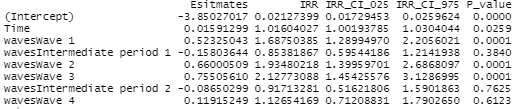 Esitmates IRR IRR_CI_025 IRR_CI_975 P_value
(Intercept) -3.85027017 0.02127399 0.01729453 0.0259624 0.0000
Time 0.01591299 1.01604027 1.00193785 1.0304044 0.0259
wavesWave 1 0.52325043 1.68750385 1.28994970 2.2056021 0.0001
wavesIntermediate period 1 -0.15803644 0.85381867 0.59544186 1.2141938 0.3840
wavesWave 2 0.66000509 1.93480218 1.39959701 2.6868097 0.0001
wavesWave 3 0.75505610 2.12773088 1.45425576 3.1286995 0.0001
wavesIntermediate period 2 -0.08650299 0.91713281 0.51621806 1.5901863 0.7625
wavesWave 4 0.11915249 1.12654169 0.71208831 1.7902650 0.6123